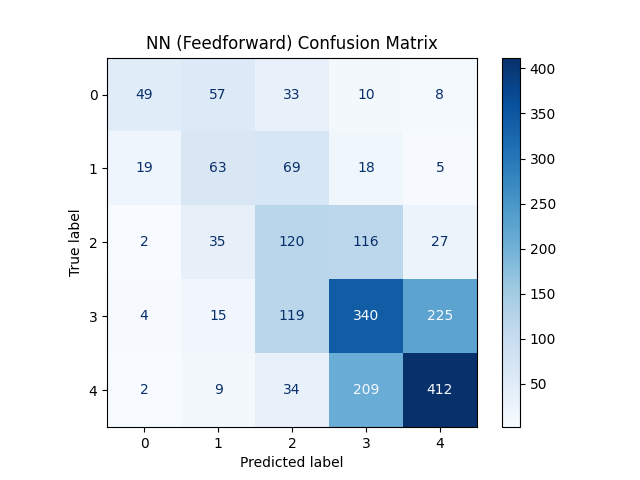 NN (Feedforward) Confusion Matrix
0 49 57 33 10 8
1 19 63 69 18 5
2 2 35 120 116 27
3 4 15 119 340 225
4 2 9 34 209 412
0 1 2 3 4
Predicted label
True label
400
350
300
250
200
150
100
50